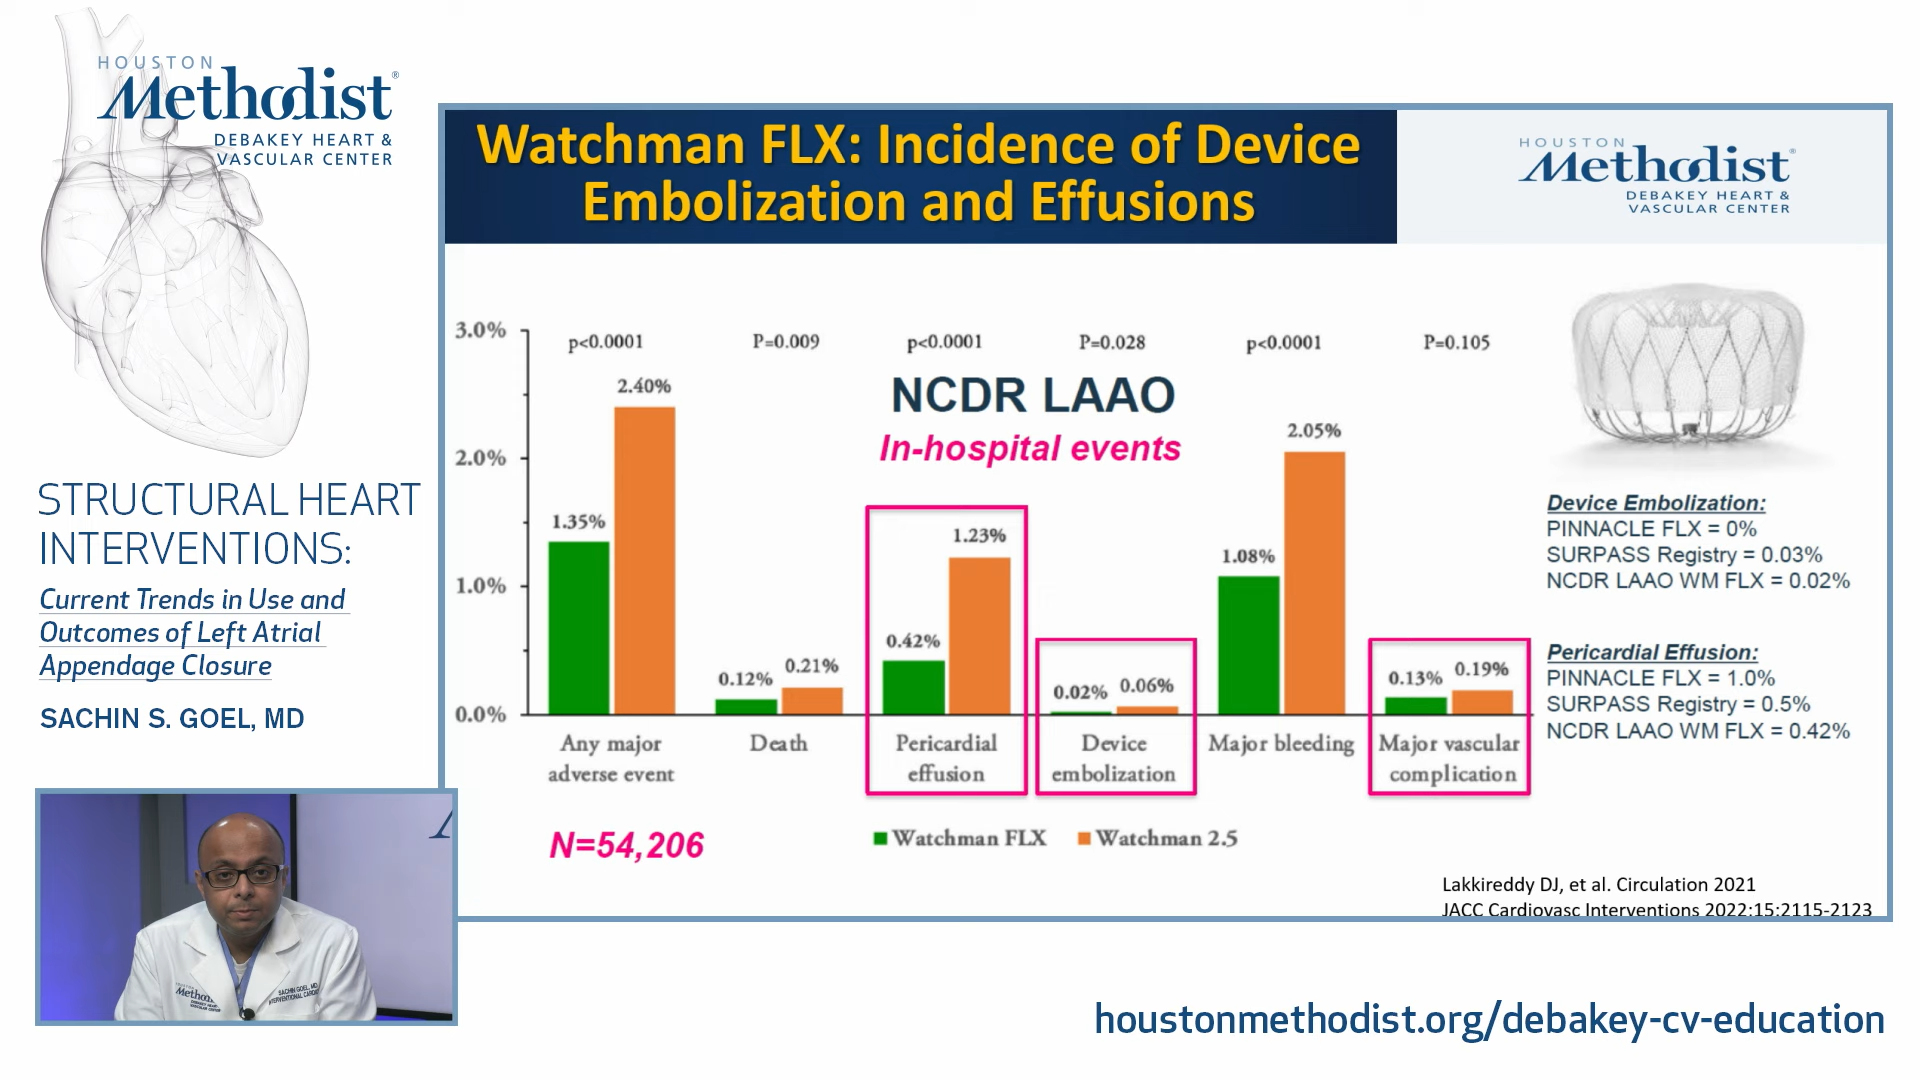 HOUSTON
Methodist®
DEBAKEY HEART &
VASCULAR CENTER
STRUCTURAL HEART
INTERVENTIONS:
Current Trends in Use and
Outcomes of Left Atrial
Appendage Closure
SACHIN S. GOEL, MD
Watchman FLX: Incidence of Device
Embolization and Effusions
HOUSTON
Methodist®
DEBAKEY HEART &
VASCULAR CENTER
3.0%
2.0%
1.0%
0.0%
p<0.0001
P=0.009
p<0.0001
P=0.028
p<0.0001
P=0.105
NCDR LAAO
In-hospital events
1.35%
2.40%
0.12%
0.21%
0.42%
1.23%
0.02%
0.06%
1.08%
2.05%
0.13%
0.19%
Any major
adverse event
Death
Pericardial
effusion
Device
embolization
Major bleeding
Major vascular
complication
N=54,206
Watchman FLX
Watchman 2.5
Device Embolization:
PINNACLE FLX = 0%
SURPASS Registry = 0.03%
NCDR LAAO WM FLX = 0.02%
Pericardial Effusion:
PINNACLE FLX = 1.0%
SURPASS Registry = 0.5%
NCDR LAAO WM FLX = 0.42%
Lakkireddy DJ, et al. Circulation 2021
JACC Cardiovasc Interventions 2022;15:2115-2123
SACHIN GOEL, MD
houstonmethodist.org/debakey-cv-education